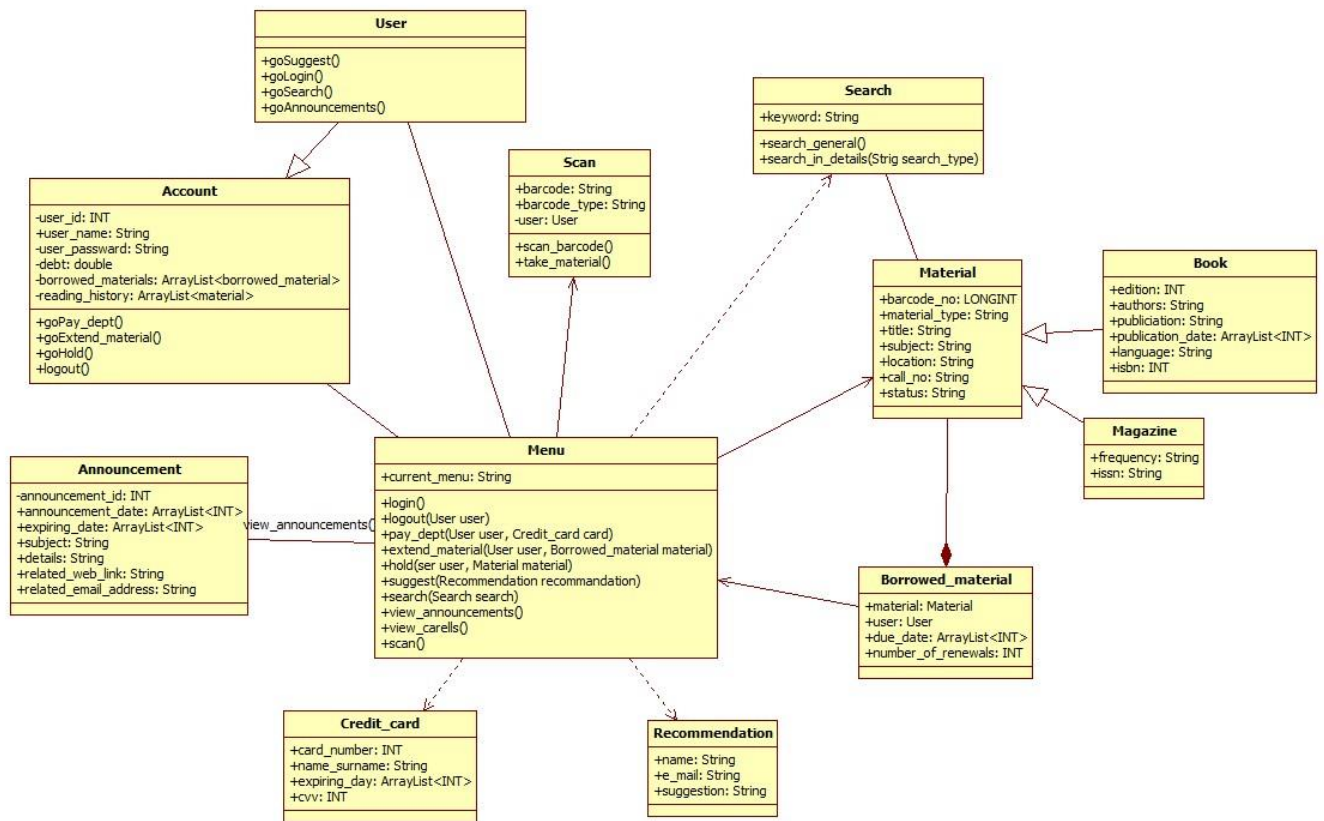 User
+goSuggest()
+goLogin()
+goSearch()
+goAnnouncements()
Search
+keyword: String
+search_general()
+search_in_details(Strig search_type)
Scan
+barcode: String
+barcode_type: String
-user: User
+scan_barcode()
+take_material()
Account
-user_id: INT
+user_name: String
-user_password: String
-debt: double
-borrowed_materials: ArrayList<borrowed_material>
-reading_history: ArrayList<material>
+goPay_dept()
+goExtend_material()
+goHold()
+logout()
Material
+barcode_no: LONGINT
+material_type: String
+title: String
+subject: String
+location: String
+call_no: String
+status: String
Book
+edition: INT
+authors: String
+publiciation: String
+publication_date: ArrayList<INT>
+language: String
+isbn: INT
Magazine
+frequency: String
+issn: String
Menu
+current_menu: String
+login()
+logout(User user)
+pay_dept(User user, Credit_card card)
+extend_material(User user, Borrowed_material material)
+hold(ser user, Material material)
+suggest(Recommendation recommandation)
+search(Search search)
+view_announcements()
+view_carells()
+scan()
Announcement
-announcement_id: INT
+announcement_date: ArrayList<INT>
+expiring_date: ArrayList<INT>
+subject: String
+details: String
+related_web_link: String
+related_email_address: String
view_announcements()
Borrowed_material
+material: Material
+user: User
+due_date: ArrayList<INT>
+number_of_renewals: INT
Credit_card
+card_number: INT
+name_surname: String
+expiring_day: ArrayList<INT>
+cvv: INT
Recommendation
+name: String
+e_mail: String
+suggestion: String